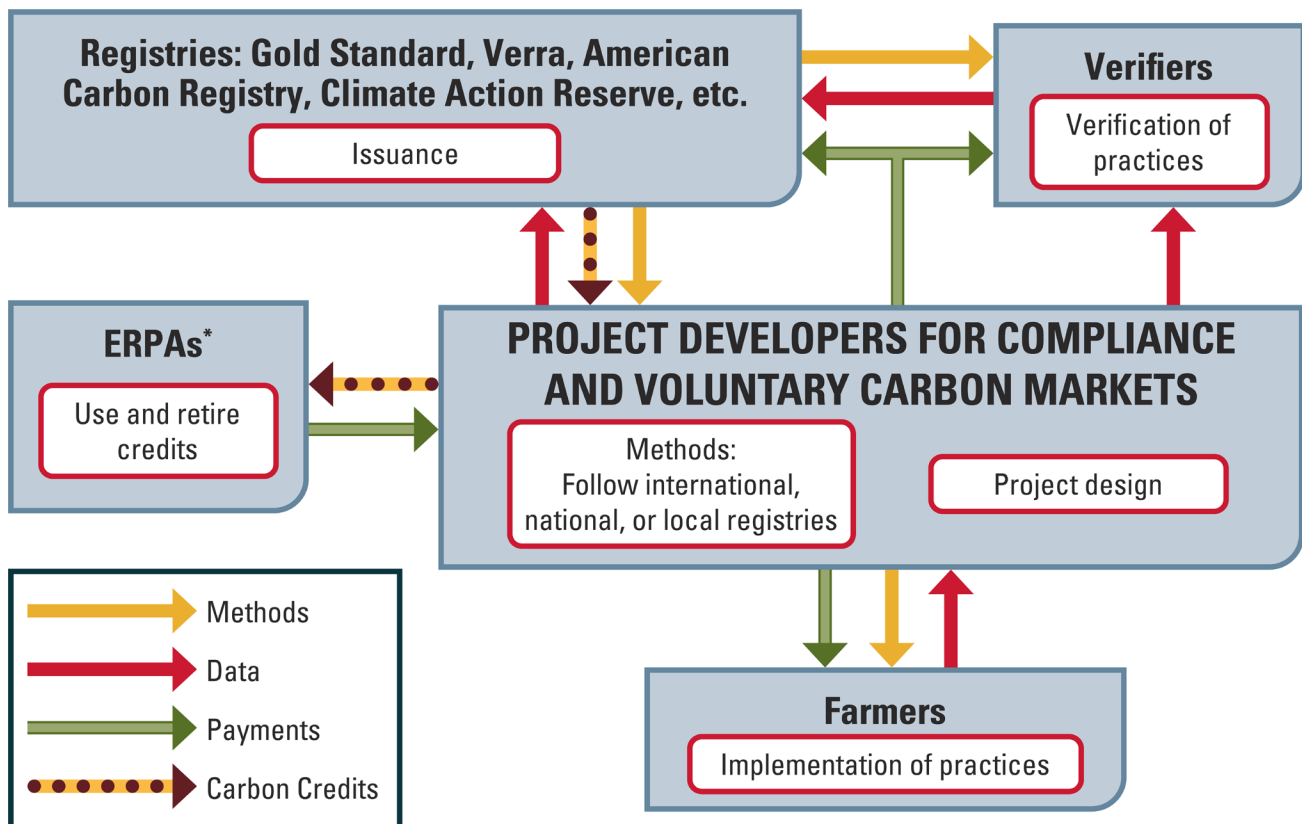 Registries: Gold Standard, Verra, American
Carbon Registry, Climate Action Reserve, etc.
Issuance
Verifiers
Verification of
practices
ERPAs*
Use and retire
credits
PROJECT DEVELOPERS FOR COMPLIANCE
AND VOLUNTARY CARBON MARKETS
Methods:
Follow international,
national, or local registries
Project design
Methods
Data
Payments
Carbon Credits
Farmers
Implementation of practices